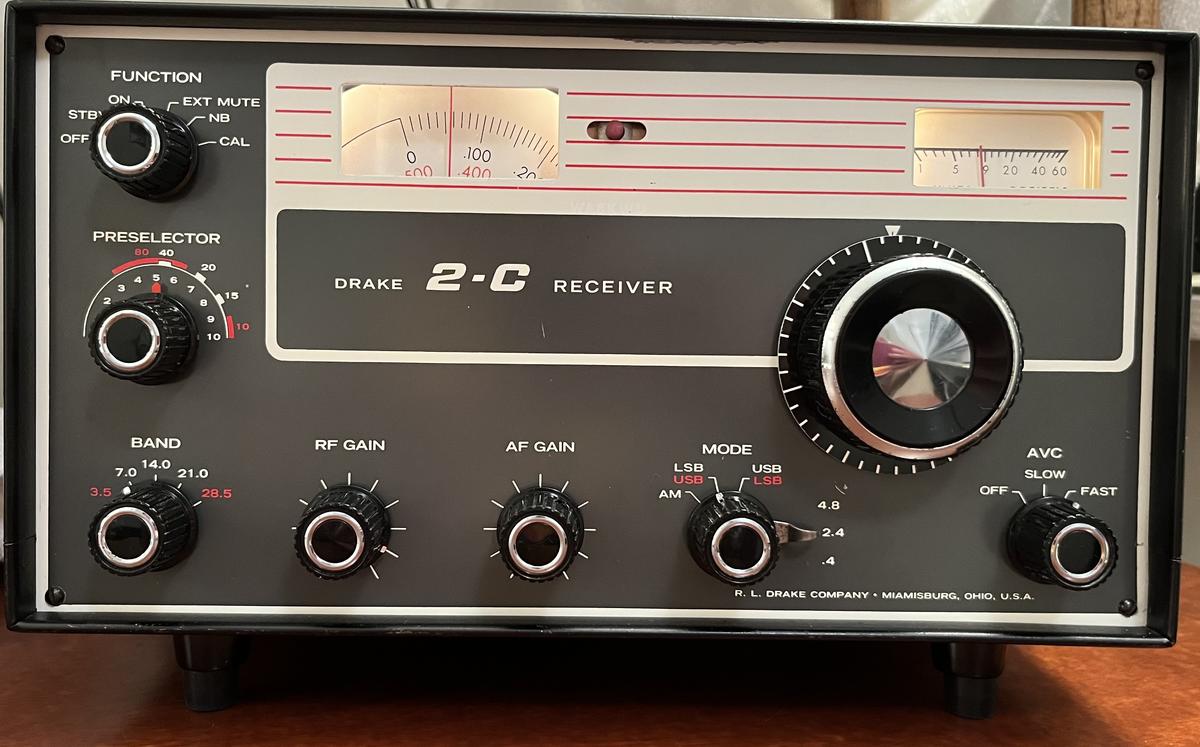 FUNCTION
ON EXT MUTE
STBY NB
OFF CAL
0 .100 .20
500 .400
1 5 9 20 40 60
PRESELECTOR
80 40 20 15 10
2 3 4 5 6 7 8 9 10
DRAKE 2-C RECEIVER
BAND
3.5 7.0 14.0 21.0 28.5
RF GAIN
AF GAIN
MODE
LSB USB
USB LSB
AM
4.8
2.4
.4
AVC
SLOW
OFF FAST
R. L. DRAKE COMPANY • MIAMISBURG, OHIO, U.S.A.